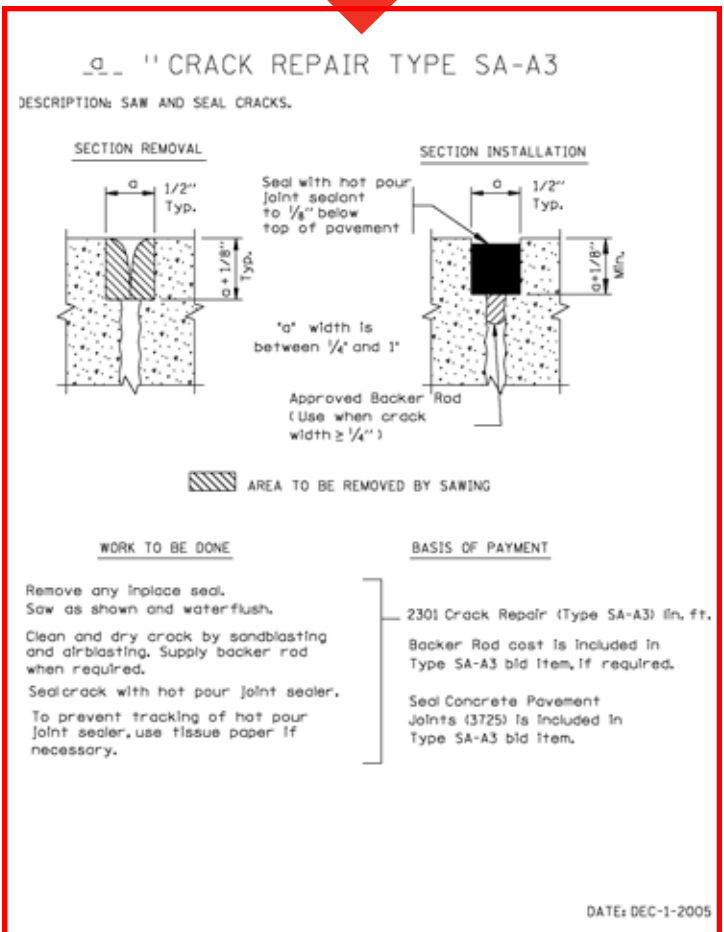 _a_ "CRACK REPAIR TYPE SA-A3
DESCRIPTION: SAW AND SEAL CRACKS.
SECTION REMOVAL
a
1/2"
Typ.
a+1/8"
Typ.
SECTION INSTALLATION
Seal with hot pour
joint sealant
to 1/8" below
top of pavement
a
1/2"
Typ.
a+1/8"
Min.
"a" width is
between 1/4" and 1"
Approved Backer Rod
(Use when crack
width ≥ 1/4")
AREA TO BE REMOVED BY SAWING
WORK TO BE DONE
Remove any inplace seal.
Saw as shown and waterflush.
Clean and dry crack by sandblasting
and airblasting. Supply backer rod
when required.
Seal crack with hot pour joint sealer.
To prevent tracking of hot pour
joint sealer, use tissue paper if
necessary.
BASIS OF PAYMENT
2301 Crack Repair (Type SA-A3) lin. ft.
Backer Rod cost is included in
Type SA-A3 bid item, if required.
Seal Concrete Pavement
Joints (3725) is included in
Type SA-A3 bid item.
DATE: DEC-1-2005